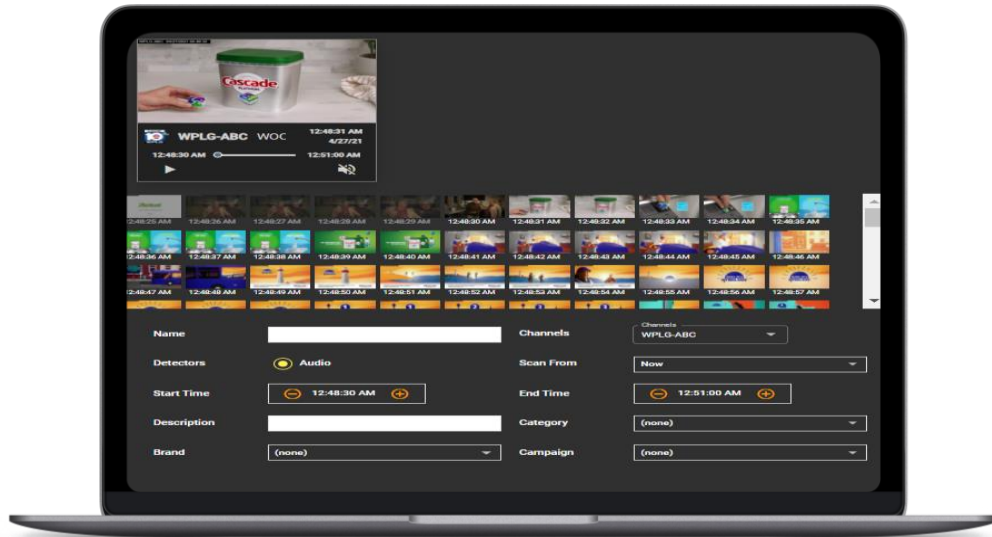 Cascade
10
WPLG-ABC WOC
12:48:31 AM
4/27/21
12:48:30 AM
12:51:00 AM
12:48:25 AM 12:48:26 AM 12:48:27 AM 12:48:28 AM 12:48:29 AM 12:48:30 AM 12:48:31 AM 12:48:32 AM 12:48:33 AM 12:48:34 AM 12:48:35 AM
12:48:36 AM 12:48:37 AM 12:48:38 AM 12:48:39 AM 12:48:40 AM 12:48:41 AM 12:48:42 AM 12:48:43 AM 12:48:44 AM 12:48:45 AM 12:48:46 AM
12:48:47 AM 12:48:48 AM 12:48:49 AM 12:48:50 AM 12:48:51 AM 12:48:52 AM 12:48:53 AM 12:48:54 AM 12:48:55 AM 12:48:56 AM 12:48:57 AM
Name
Channels
Channels
WPLG-ABC
Detectors
Audio
Scan From
Now
Start Time
12:48:30 AM
End Time
12:51:00 AM
Description
Category
(none)
Brand
(none)
Campaign
(none)